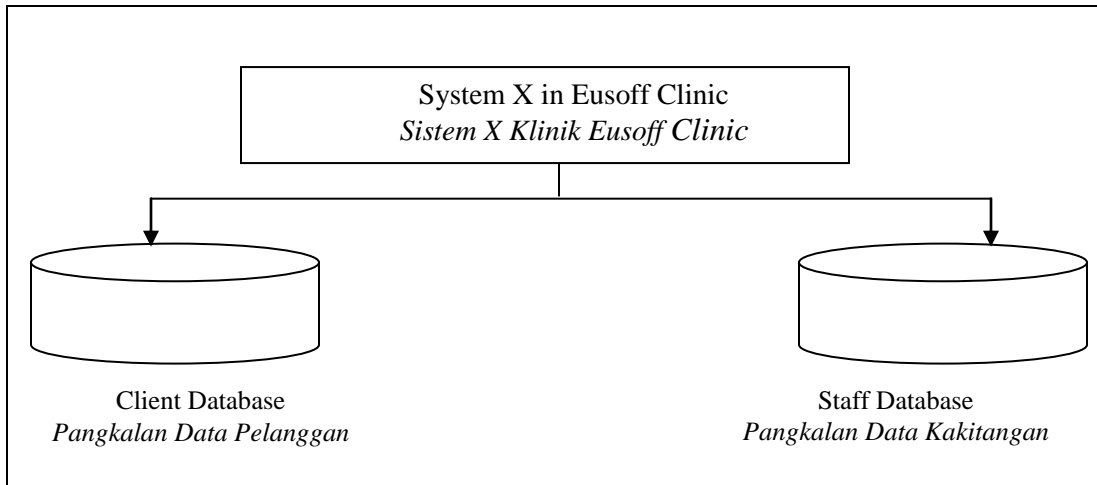 System X in Eusoff Clinic
Sistem X Klinik Eusoff Clinic
Client Database
Pangkalan Data Pelanggan
Staff Database
Pangkalan Data Kakitangan